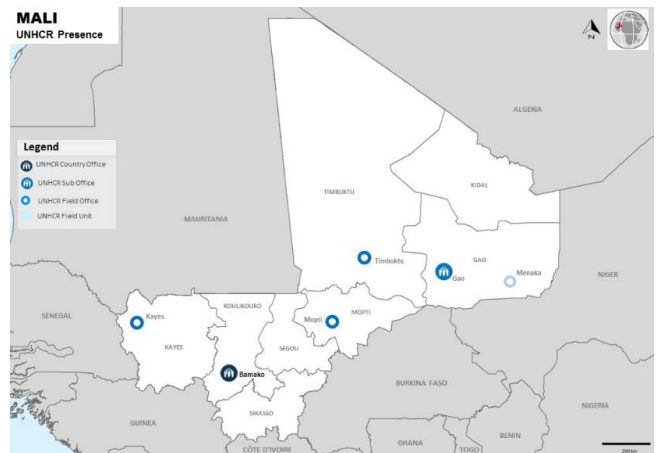 MALI
UNHCR Presence
N
ALGERIA
Legend
UNHCR Country Office
UNHCR Sub Office
UNHCR Field Office
UNHCR Field Unit
TIMBUKTU
KIDAL
MAURITANIA
Timbuktu
GAO
Menaka
Gao
NIGER
SENEGAL
Kayes
KOULIKOURO
Mopti
MOPTI
KAYES
SEGOU
Bamako
BURKINA FASO
SIKASSO
NIGERIA
GUINEA
BENIN
GHANA
TOGO
CÔTE D'IVOIRE
200 km